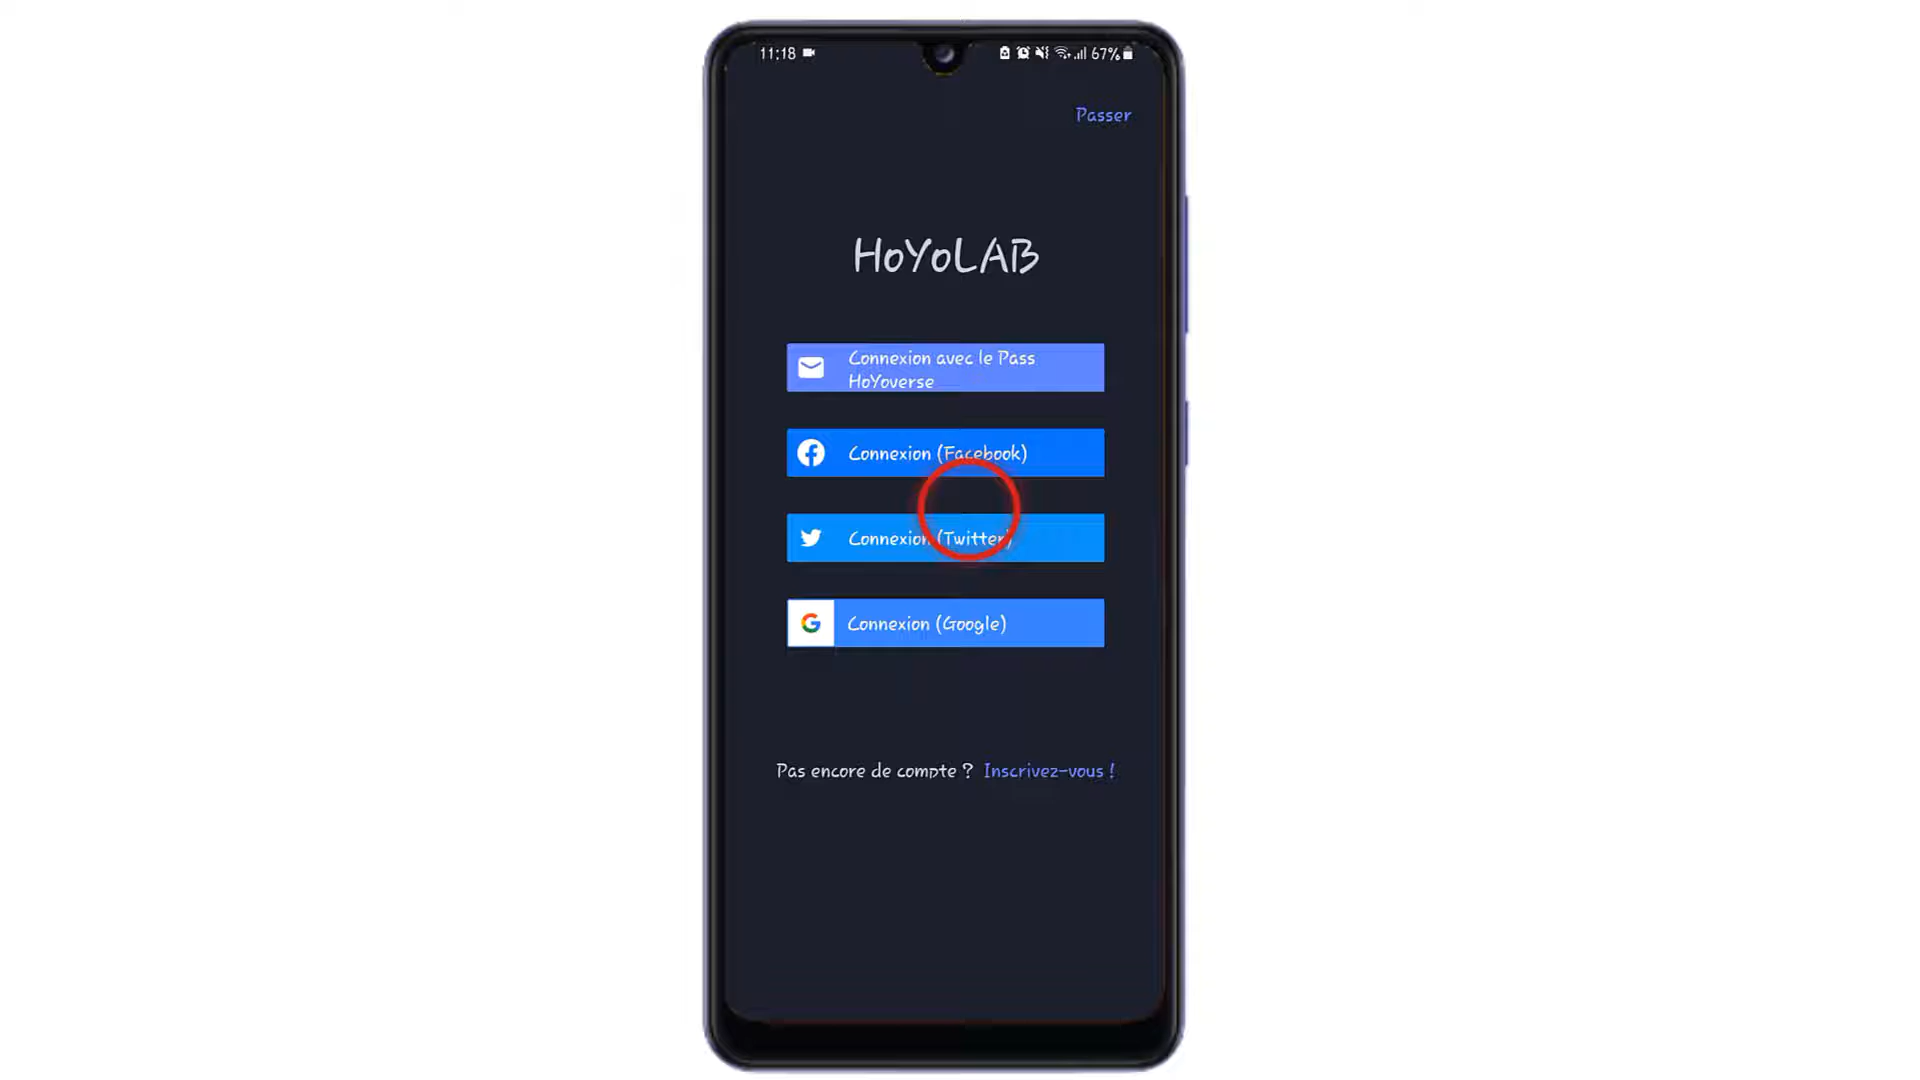 11:18
67%
Passer
HoYoLAB
Connexion avec le Pass
HoYoverse
Connexion (Facebook)
Connexion (Twitter)
Connexion (Google)
Pas encore de compte ? Inscrivez-vous !